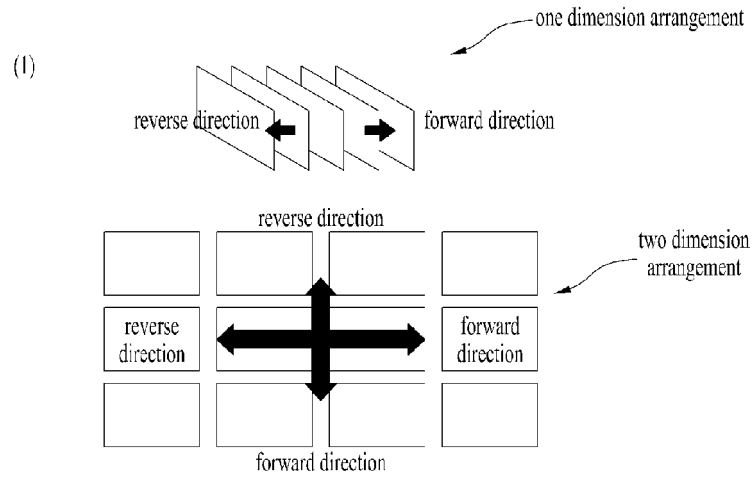 one dimension arrangement
(1)
reverse direction
forward direction
reverse direction
two dimension
arrangement
reverse
direction
forward
direction
forward direction